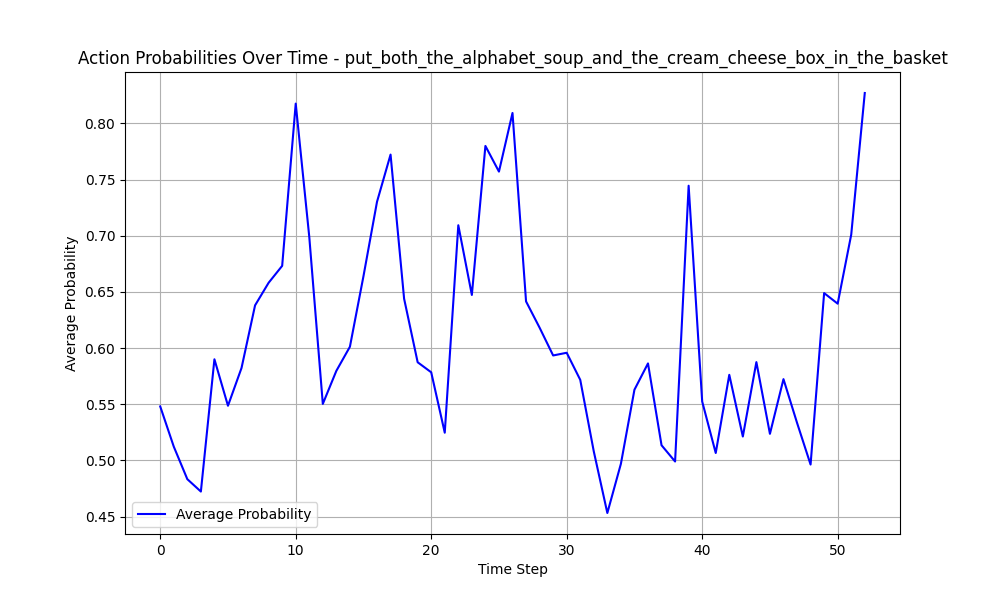 Action Probabilities Over Time - put_both_the_alphabet_soup_and_the_cream_cheese_box_in_the_basket
Average Probability
0.80
0.75
0.70
0.65
0.60
0.55
0.50
0.45
Average Probability
0 10 20 30 40 50
Time Step